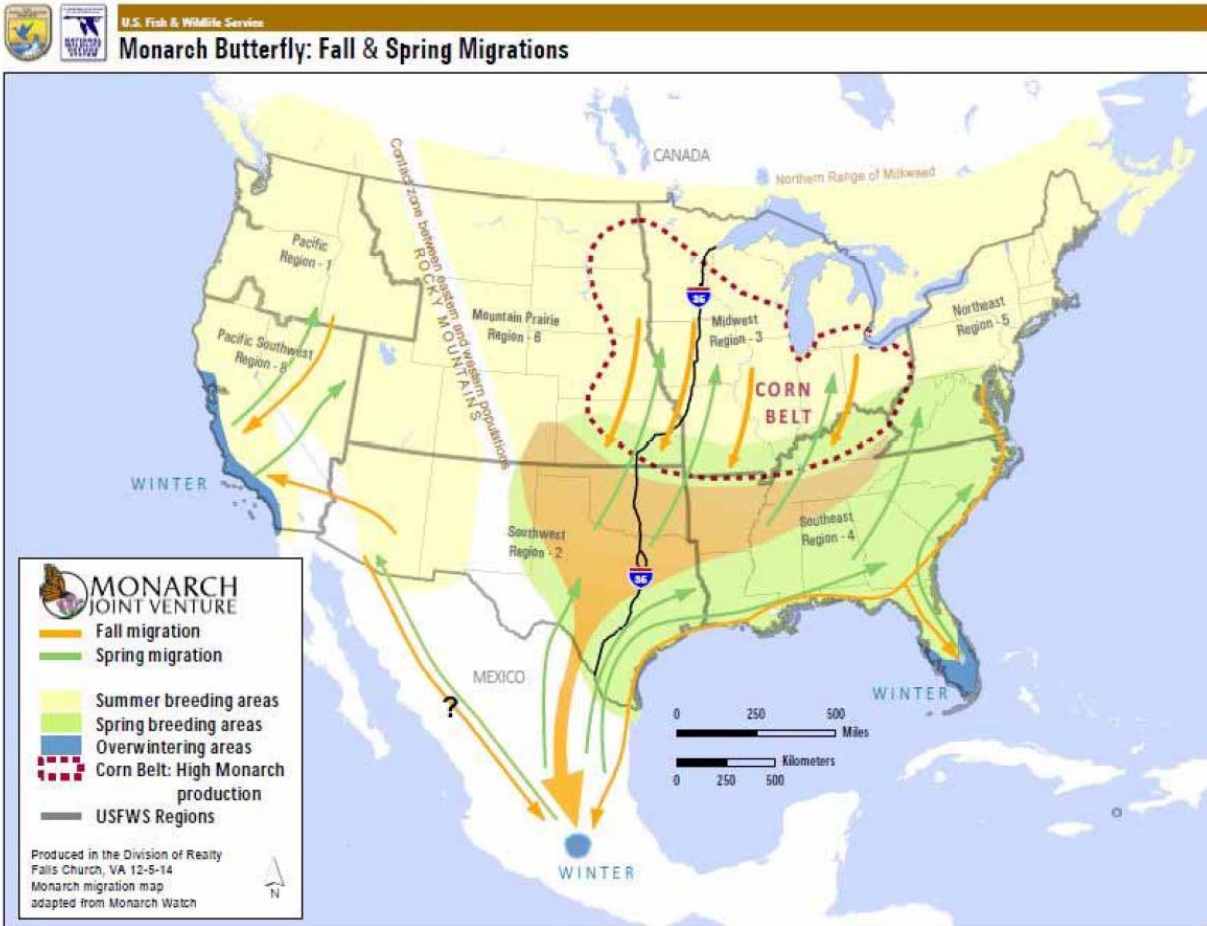 U.S. Fish & Wildlife Service
Monarch Butterfly: Fall & Spring Migrations
CANADA
Northern Range of Milkweed
Contact zone between eastern and western populations
ROCKY MOUNTAINS
Pacific
Region - 1
Mountain Prairie
Region - 6
35
Midwest
Region - 3
Northeast
Region - 5
Pacific Southwest
Region - 8
CORN
BELT
WINTER
Southwest
Region - 2
Southeast
Region - 4
35
MEXICO
?
WINTER
0 250 500
Miles
Kilometers
0 250 500
WINTER
MONARCH
JOINT VENTURE
Fall migration
Spring migration
Summer breeding areas
Spring breeding areas
Overwintering areas
Corn Belt: High Monarch
production
USFWS Regions
Produced in the Division of Realty
Falls Church, VA 12-5-14
Monarch migration map
adapted from Monarch Watch
N